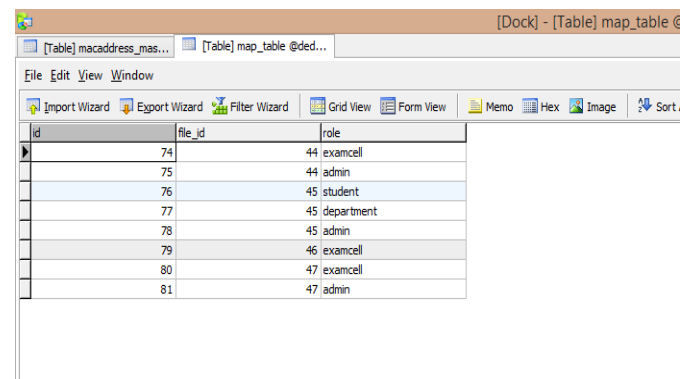 [Dock] - [Table] map_table @
[Table] macaddress_mas... [Table] map_table @ded...
File Edit View Window
Import Wizard Export Wizard Filter Wizard Grid View Form View Memo Hex Image Sort
id file_id role
74 44 examcell
75 44 admin
76 45 student
77 45 department
78 45 admin
79 46 examcell
80 47 examcell
81 47 admin